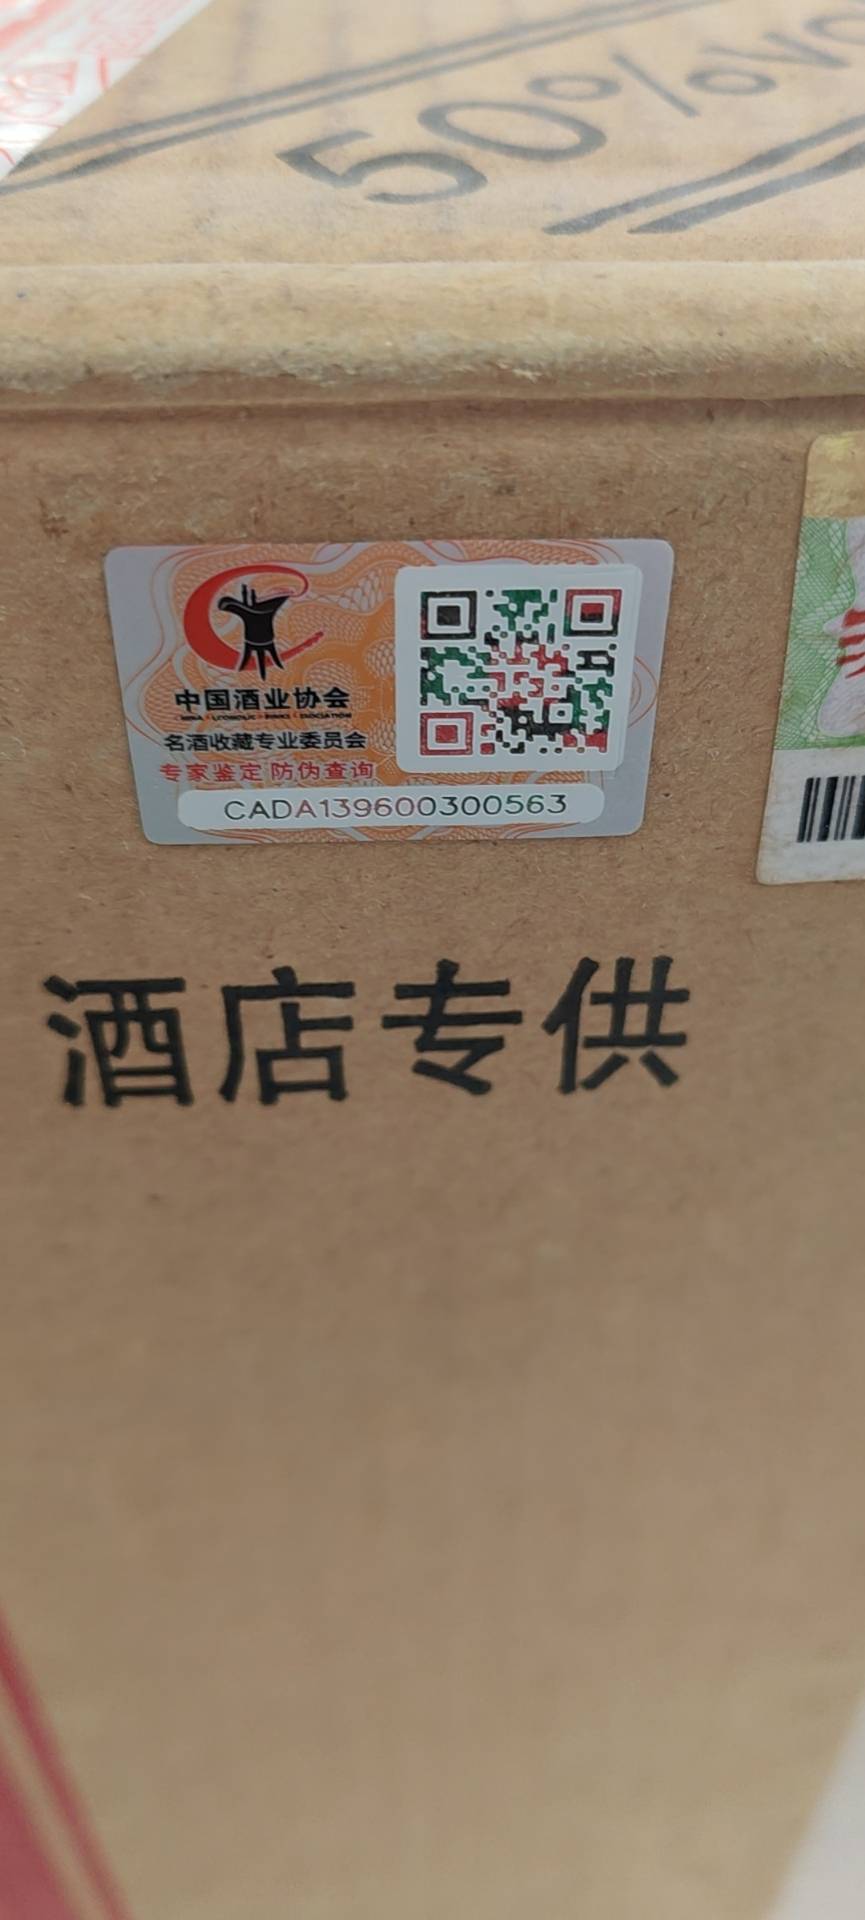 50%vo
中国酒业协会
名酒收藏专业委员会
专家鉴定 防伪查询
CADA139600300563
酒店专供